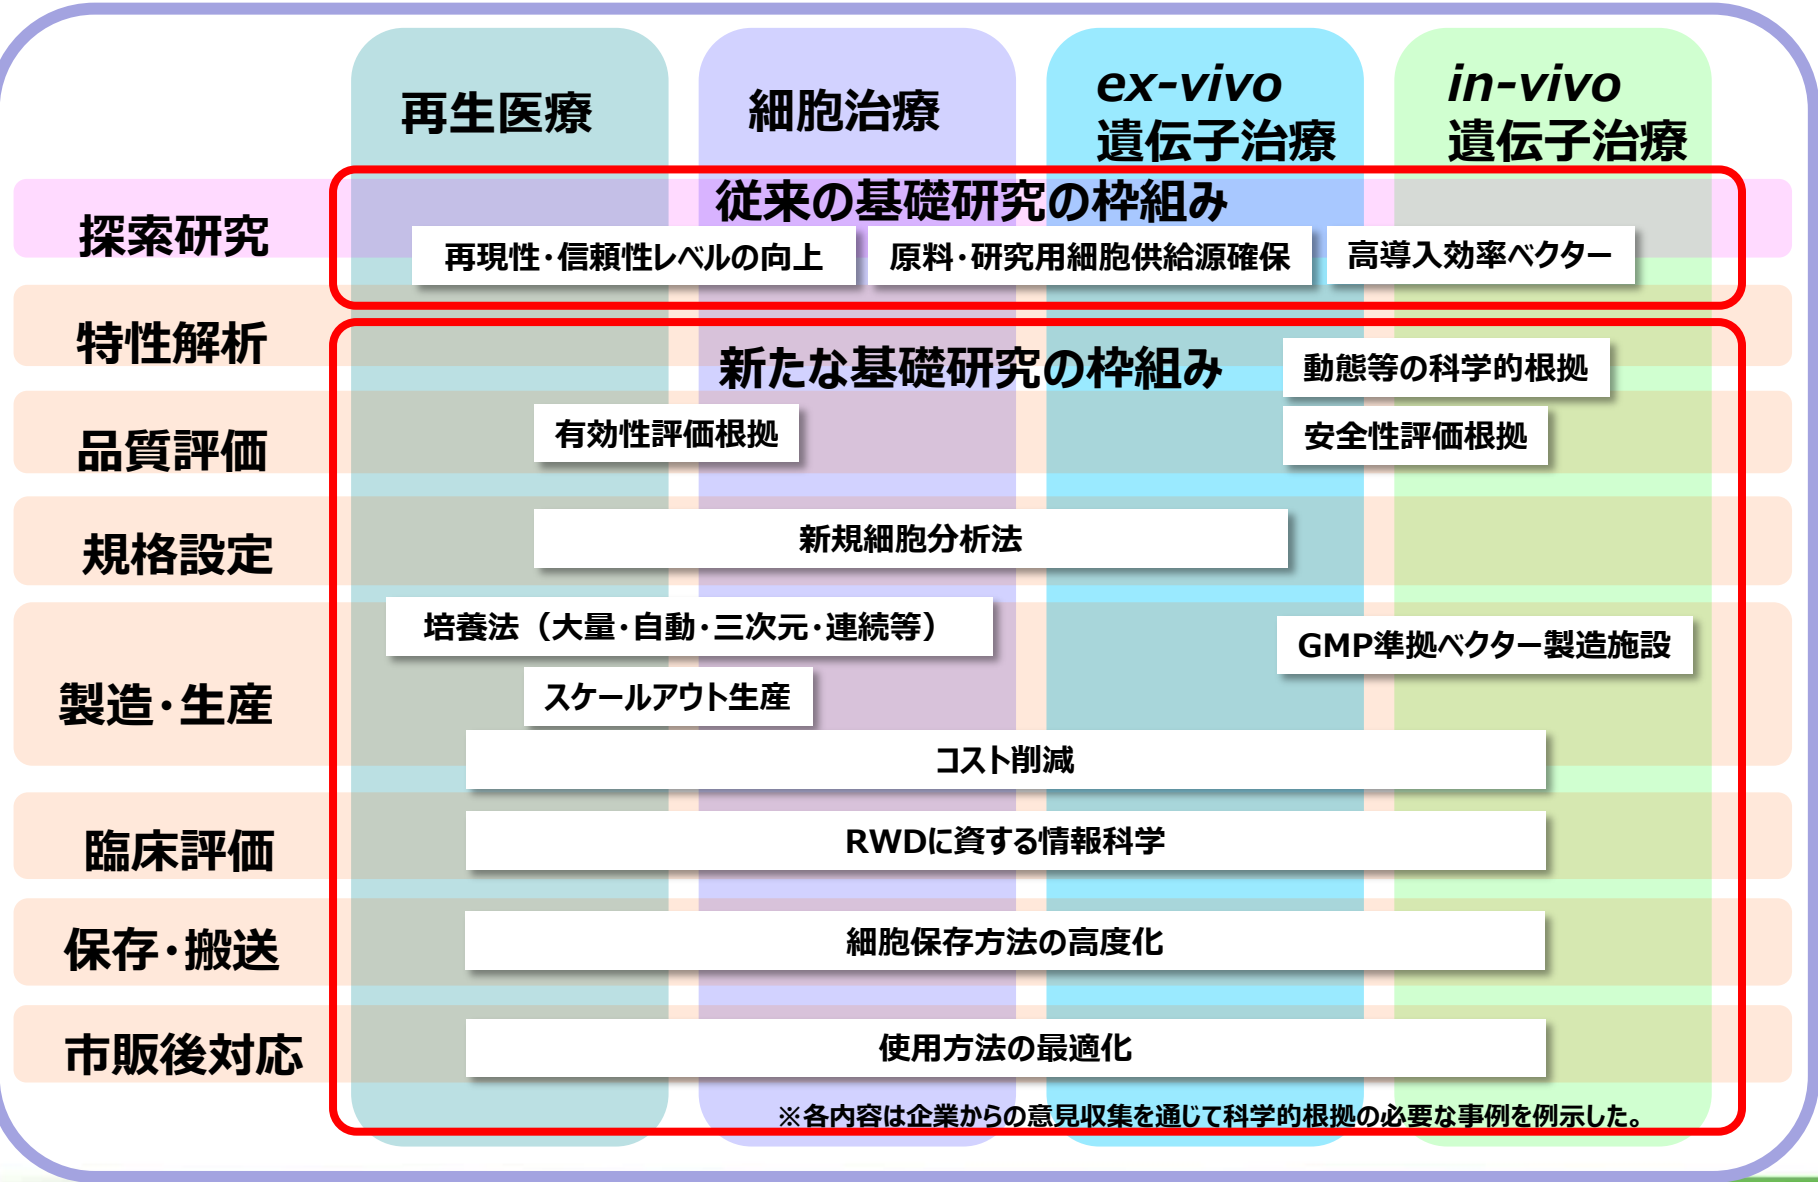 再生医療
細胞治療
ex-vivo
遺伝子治療
in-vivo
遺伝子治療
従来の基礎研究の枠組み
探索研究
再現性・信頼性レベルの向上
原料・研究用細胞供給源確保
高導入効率ベクター
特性解析
新たな基礎研究の枠組み
動態等の科学的根拠
品質評価
有効性評価根拠
安全性評価根拠
規格設定
新規細胞分析法
製造・生産
培養法（大量・自動・三次元・連続等）
GMP準拠ベクター製造施設
スケールアウト生産
コスト削減
臨床評価
RWDに資する情報科学
保存・搬送
細胞保存方法の高度化
市販後対応
使用方法の最適化
※各内容は企業からの意見収集を通じて科学的根拠の必要な事例を例示した。